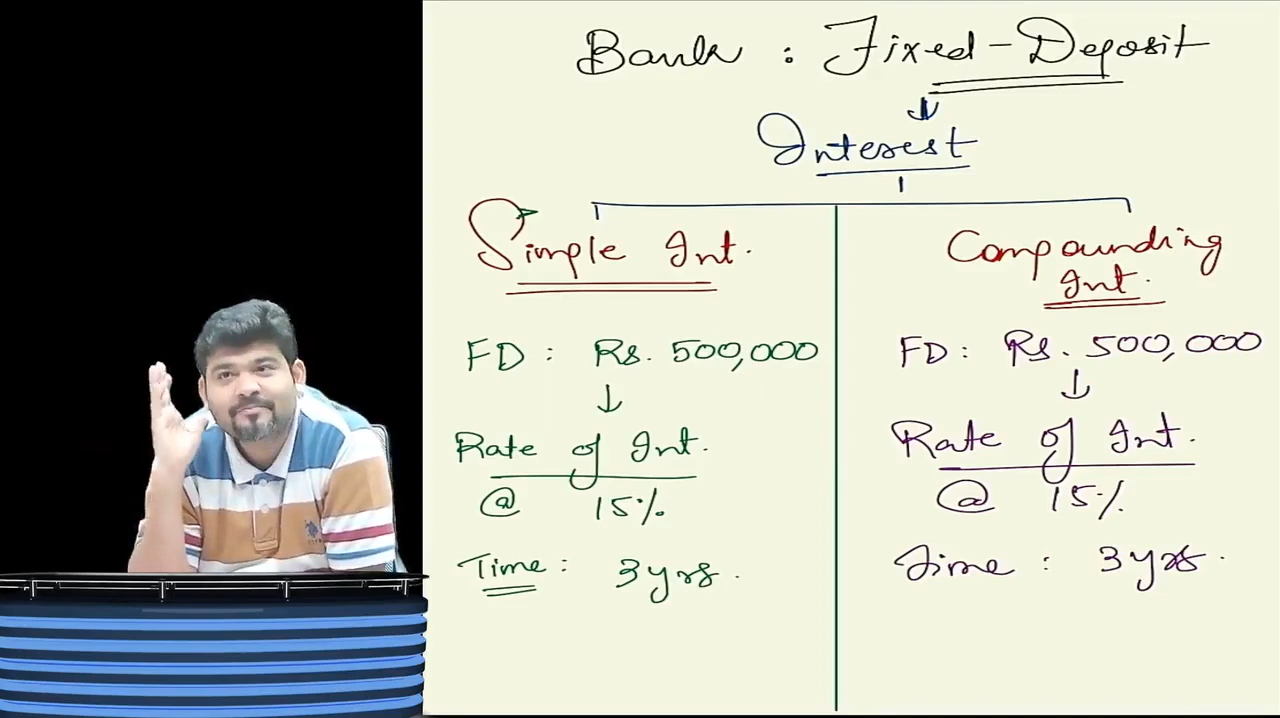 Bank : Fixed-Deposit
Interest
Simple Int.
FD : Rs. 500,000
Rate of Int.
@ 15%
Time : 3 yrs.
Compounding
Int.
FD : Rs. 500,000
Rate of Int.
@ 15%
Time : 3 yrs.